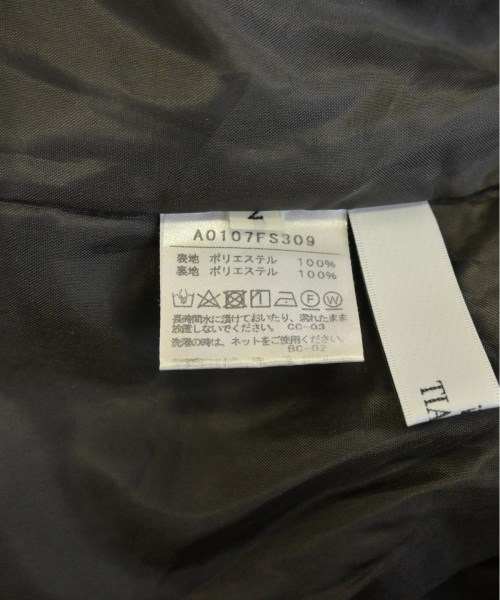 2
A0107FS309
表地 ポリエステル 100%
裏地 ポリエステル 100%
長時間水に漬けておいたり、濡れたまま
放置しないでください。 CC-03
洗濯の時は、ネットをご使用ください。
BC-02
TIA